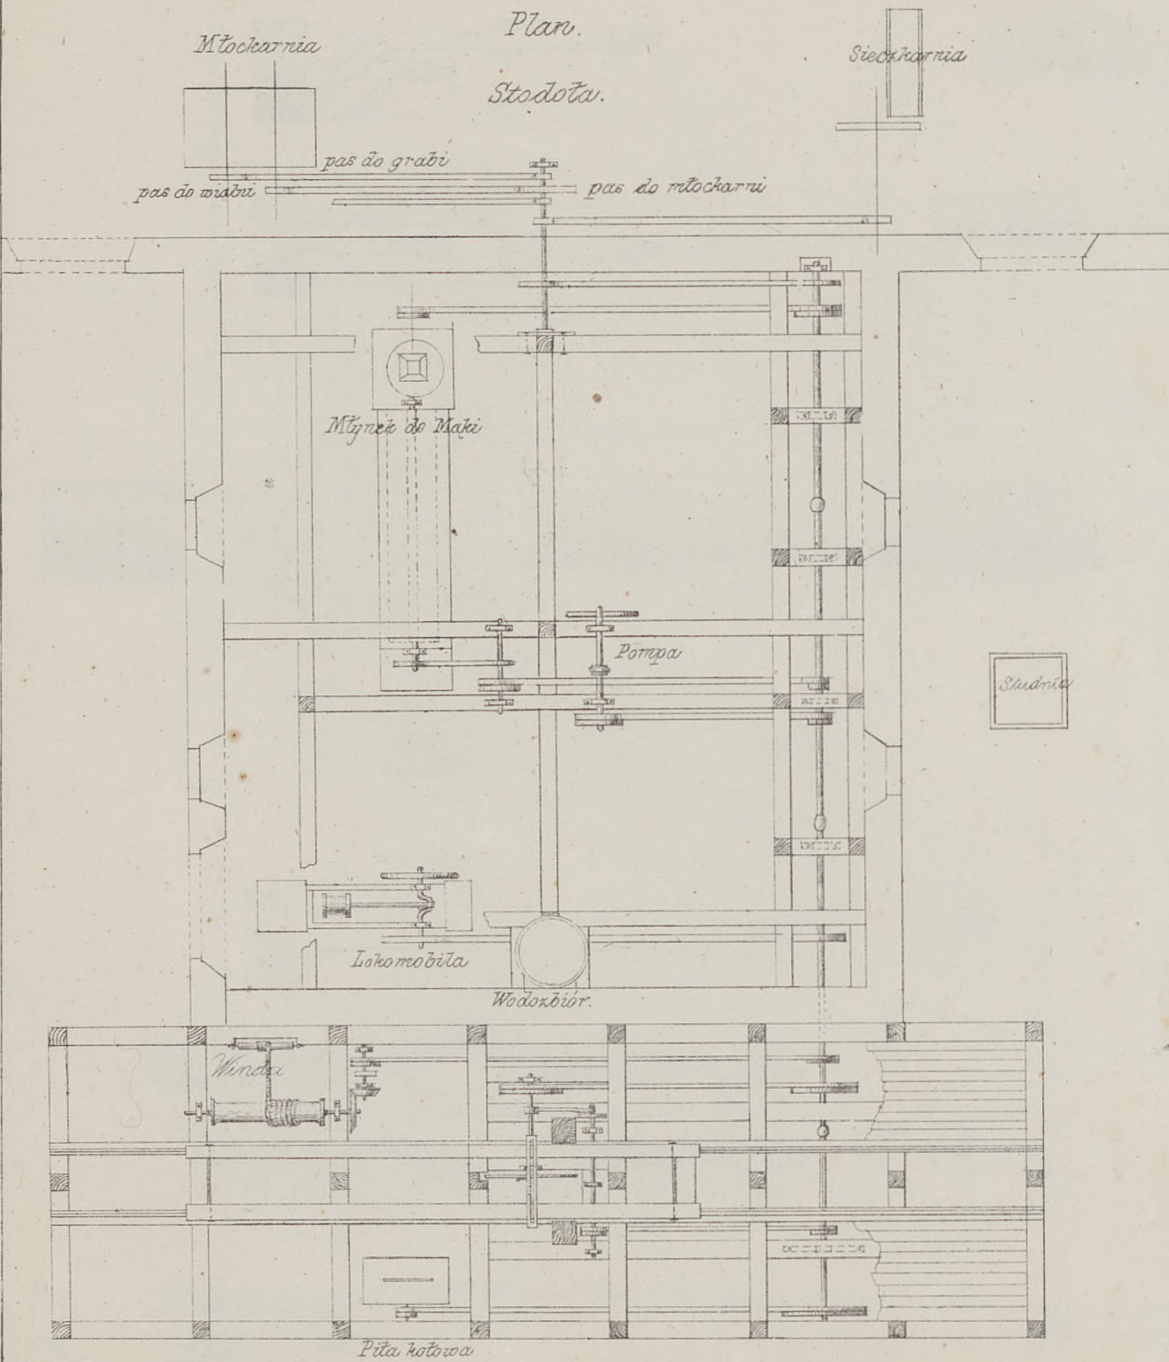 Plan.
Młockarnia
Sieczkarnia
Stodoła.
pas do grabi
pas do wialni
pas do młockarni
Młynek do Mąki
Pompa
Studnia
Lokomobila
Wodozbiór.
Winda
Piła kołowa